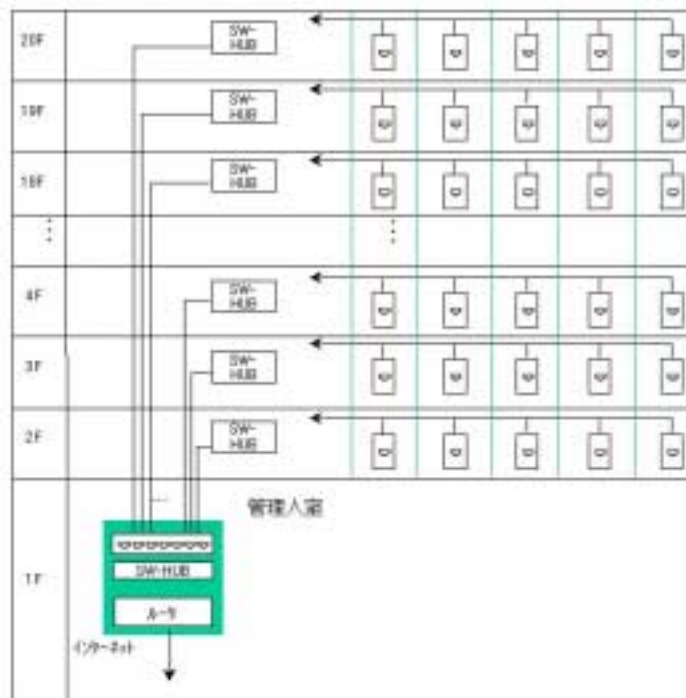 20F
SW-
HUB
19F
SW-
HUB
18F
SW-
HUB
4F
SW-
HUB
3F
SW-
HUB
2F
SW-
HUB
管理人室
1F
SW-HUB
ルータ
インターネット